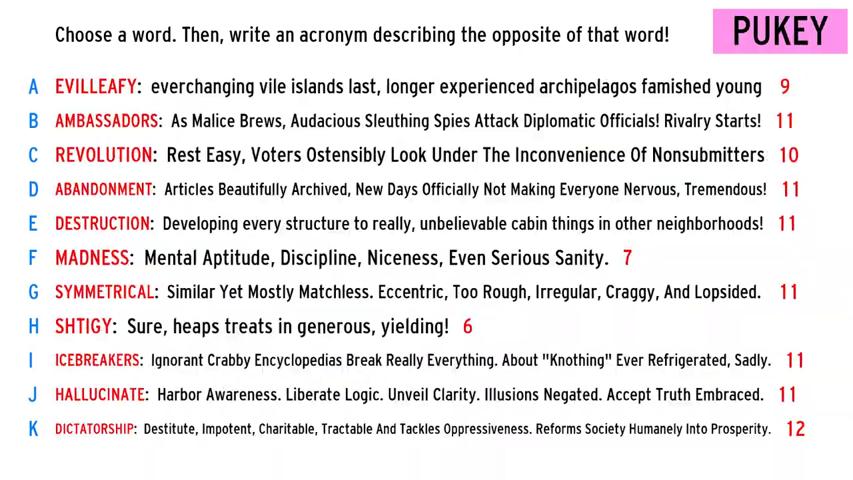 Choose a word. Then, write an acronym describing the opposite of that word!
PUKEY
A EVILLEAFY: everchanging vile islands last, longer experienced archipelagos famished young 9
B AMBASSADORS: As Malice Brews, Audacious Sleuthing Spies Attack Diplomatic Officials! Rivalry Starts! 11
C REVOLUTION: Rest Easy, Voters Ostensibly Look Under The Inconvenience Of Nonsubmitters 10
D ABANDONMENT: Articles Beautifully Archived, New Days Officially Not Making Everyone Nervous, Tremendous! 11
E DESTRUCTION: Developing every structure to really, unbelievable cabin things in other neighborhoods! 11
F MADNESS: Mental Aptitude, Discipline, Niceness, Even Serious Sanity. 7
G SYMMETRICAL: Similar Yet Mostly Matchless. Eccentric, Too Rough, Irregular, Craggy, And Lopsided. 11
H SHTIGY: Sure, heaps treats in generous, yielding! 6
I ICEBREAKERS: Ignorant Crabby Encyclopedias Break Really Everything. About "Knothing" Ever Refrigerated, Sadly. 11
J HALLUCINATE: Harbor Awareness. Liberate Logic. Unveil Clarity. Illusions Negated. Accept Truth Embraced. 11
K DICTATORSHIP: Destitute, Impotent, Charitable, Tractable And Tackles Oppressiveness. Reforms Society Humanely Into Prosperity. 12